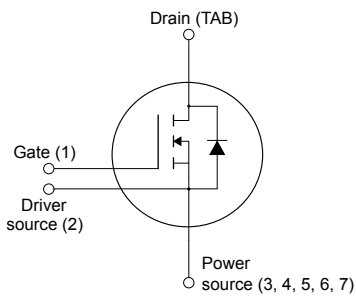 Drain (TAB)
Gate (1)
Driver
source (2)
Power
source (3, 4, 5, 6, 7)